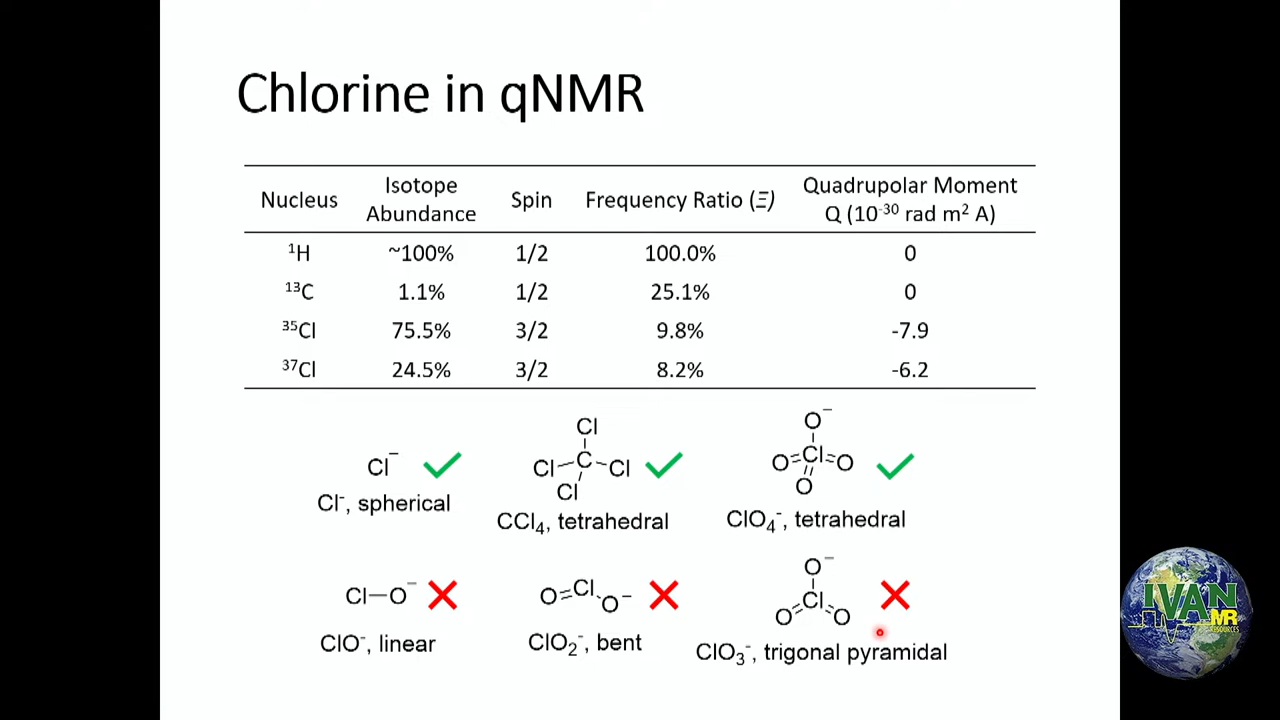 Chlorine in qNMR
Nucleus Isotope Abundance Spin Frequency Ratio (Ξ) Quadrupolar Moment Q (10⁻³⁰ rad m² A)
¹H ~100% 1/2 100.0% 0
¹³C 1.1% 1/2 25.1% 0
³⁵Cl 75.5% 3/2 9.8% -7.9
³⁷Cl 24.5% 3/2 8.2% -6.2
Cl⁻
Cl⁻, spherical
Cl
Cl C Cl
Cl
CCl₄, tetrahedral
O⁻
O=Cl=O
O
ClO₄⁻, tetrahedral
Cl–O⁻
ClO⁻, linear
O=Cl O⁻
ClO₂⁻, bent
O⁻
Cl
O O
ClO₃⁻, trigonal pyramidal
IVAN
MR
RESOURCES